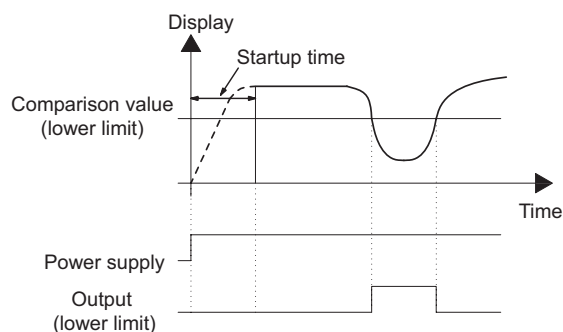 Display
Startup time
Comparison value
(lower limit)
Time
Power supply
Output
(lower limit)